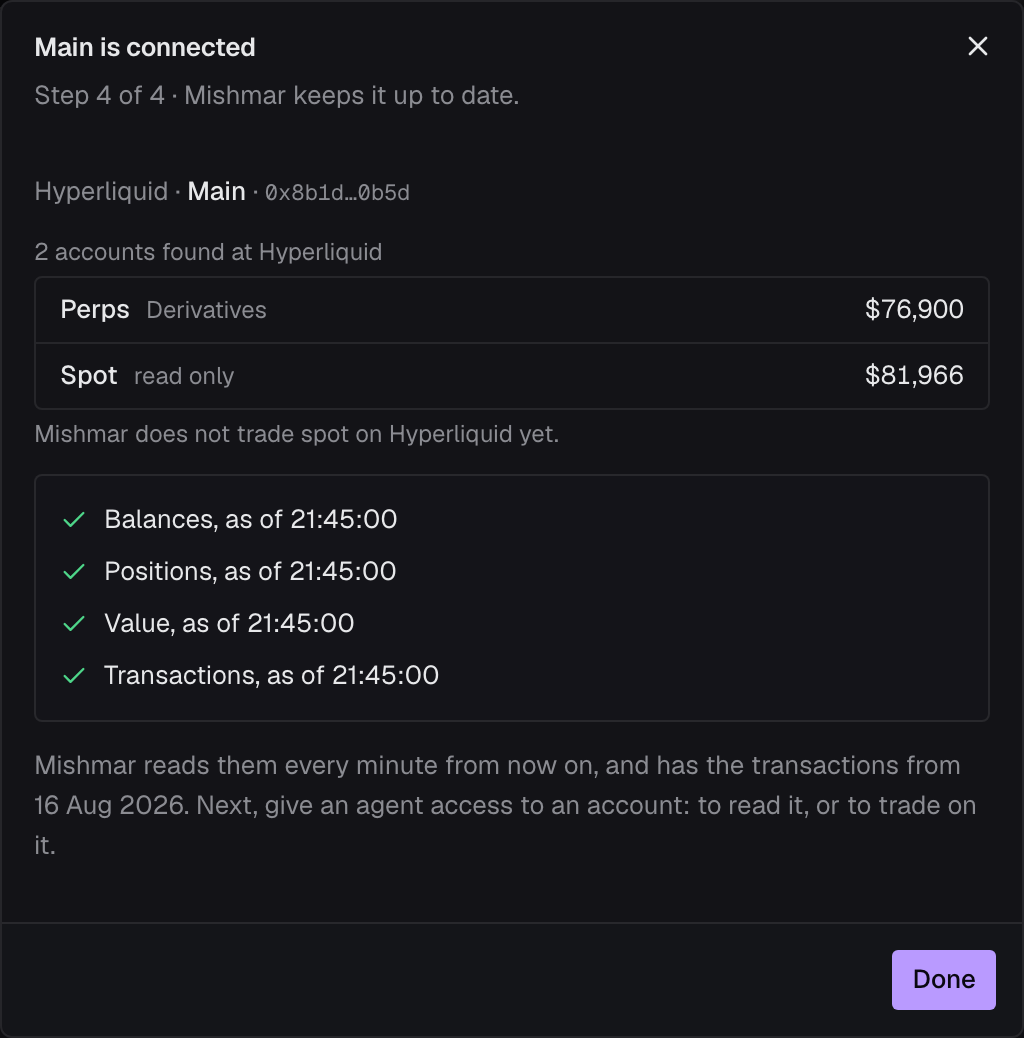 Main is connected
Step 4 of 4 · Mishmar keeps it up to date.
Hyperliquid · Main · 0x8b1d…0b5d
2 accounts found at Hyperliquid
Perps Derivatives $76,900
Spot read only $81,966
Mishmar does not trade spot on Hyperliquid yet.
Balances, as of 21:45:00
Positions, as of 21:45:00
Value, as of 21:45:00
Transactions, as of 21:45:00
Mishmar reads them every minute from now on, and has the transactions from
16 Aug 2026. Next, give an agent access to an account: to read it, or to trade on
it.
Done